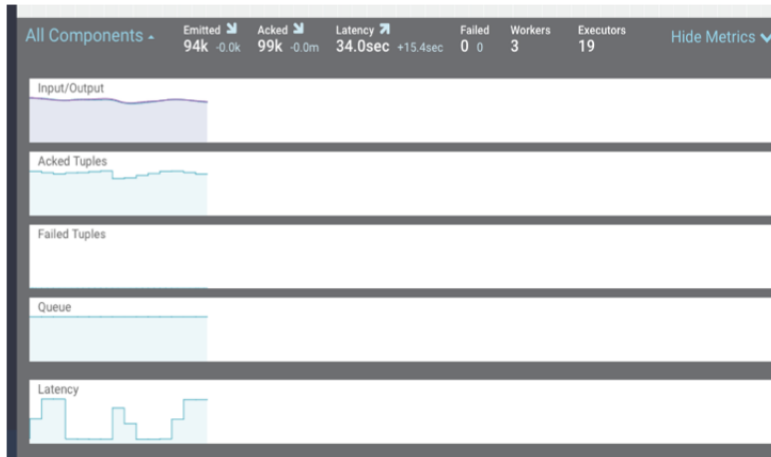 All Components
Emitted Acked Latency Failed Workers Executors
94k -0.0k 99k -0.0m 34.0sec +15.4sec 0 0 3 19
Hide Metrics
Input/Output
Acked Tuples
Failed Tuples
Queue
Latency